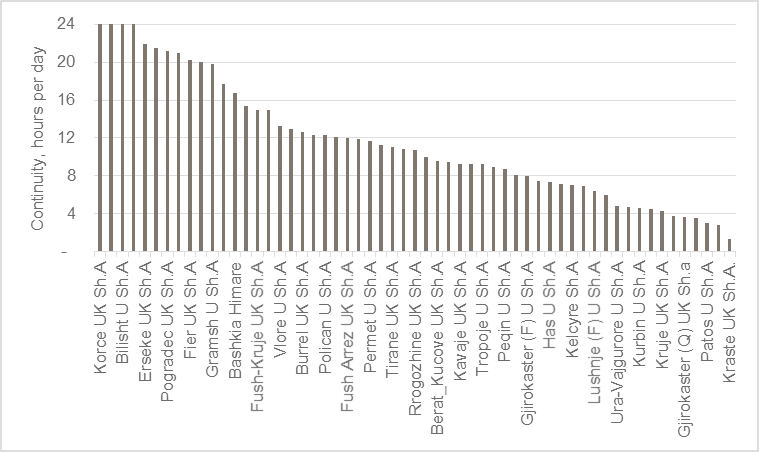 Continuity, hours per day
24
20
16
12
8
4
-
Korce UK Sh.A
Bilisht U Sh.A
Erseke UK Sh.A
Pogradec UK Sh.A
Fier UK Sh.A
Gramsh U Sh.A
Bashkia Himare
Fush-Kruje UK Sh.A
Vlore U Sh.A
Burrel UK Sh.A
Polican U Sh.A
Fush Arrez UK Sh.A
Permet U Sh.A
Tirane UK Sh.A
Rrogozhine UK Sh.A
Berat_Kucove UK Sh.A
Kavaje UK Sh.A
Tropoje U Sh.A
Peqin U Sh.A
Gjirokaster (F) U Sh.A
Has U Sh.A
Kelcyre Sh.A
Lushnje (F) U Sh.A
Ura-Vajgurore U Sh.A
Kurbin U Sh.A
Kruje UK Sh.A
Gjirokaster (Q) UK Sh.a
Patos U Sh.A
Kraste UK Sh.A.